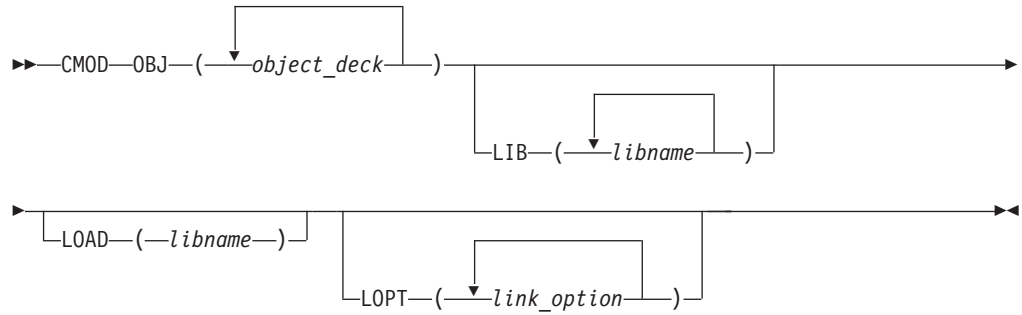 CMOD OBJ ( object_deck )
LIB ( libname )
LOAD ( libname )
LOPT ( link_option )